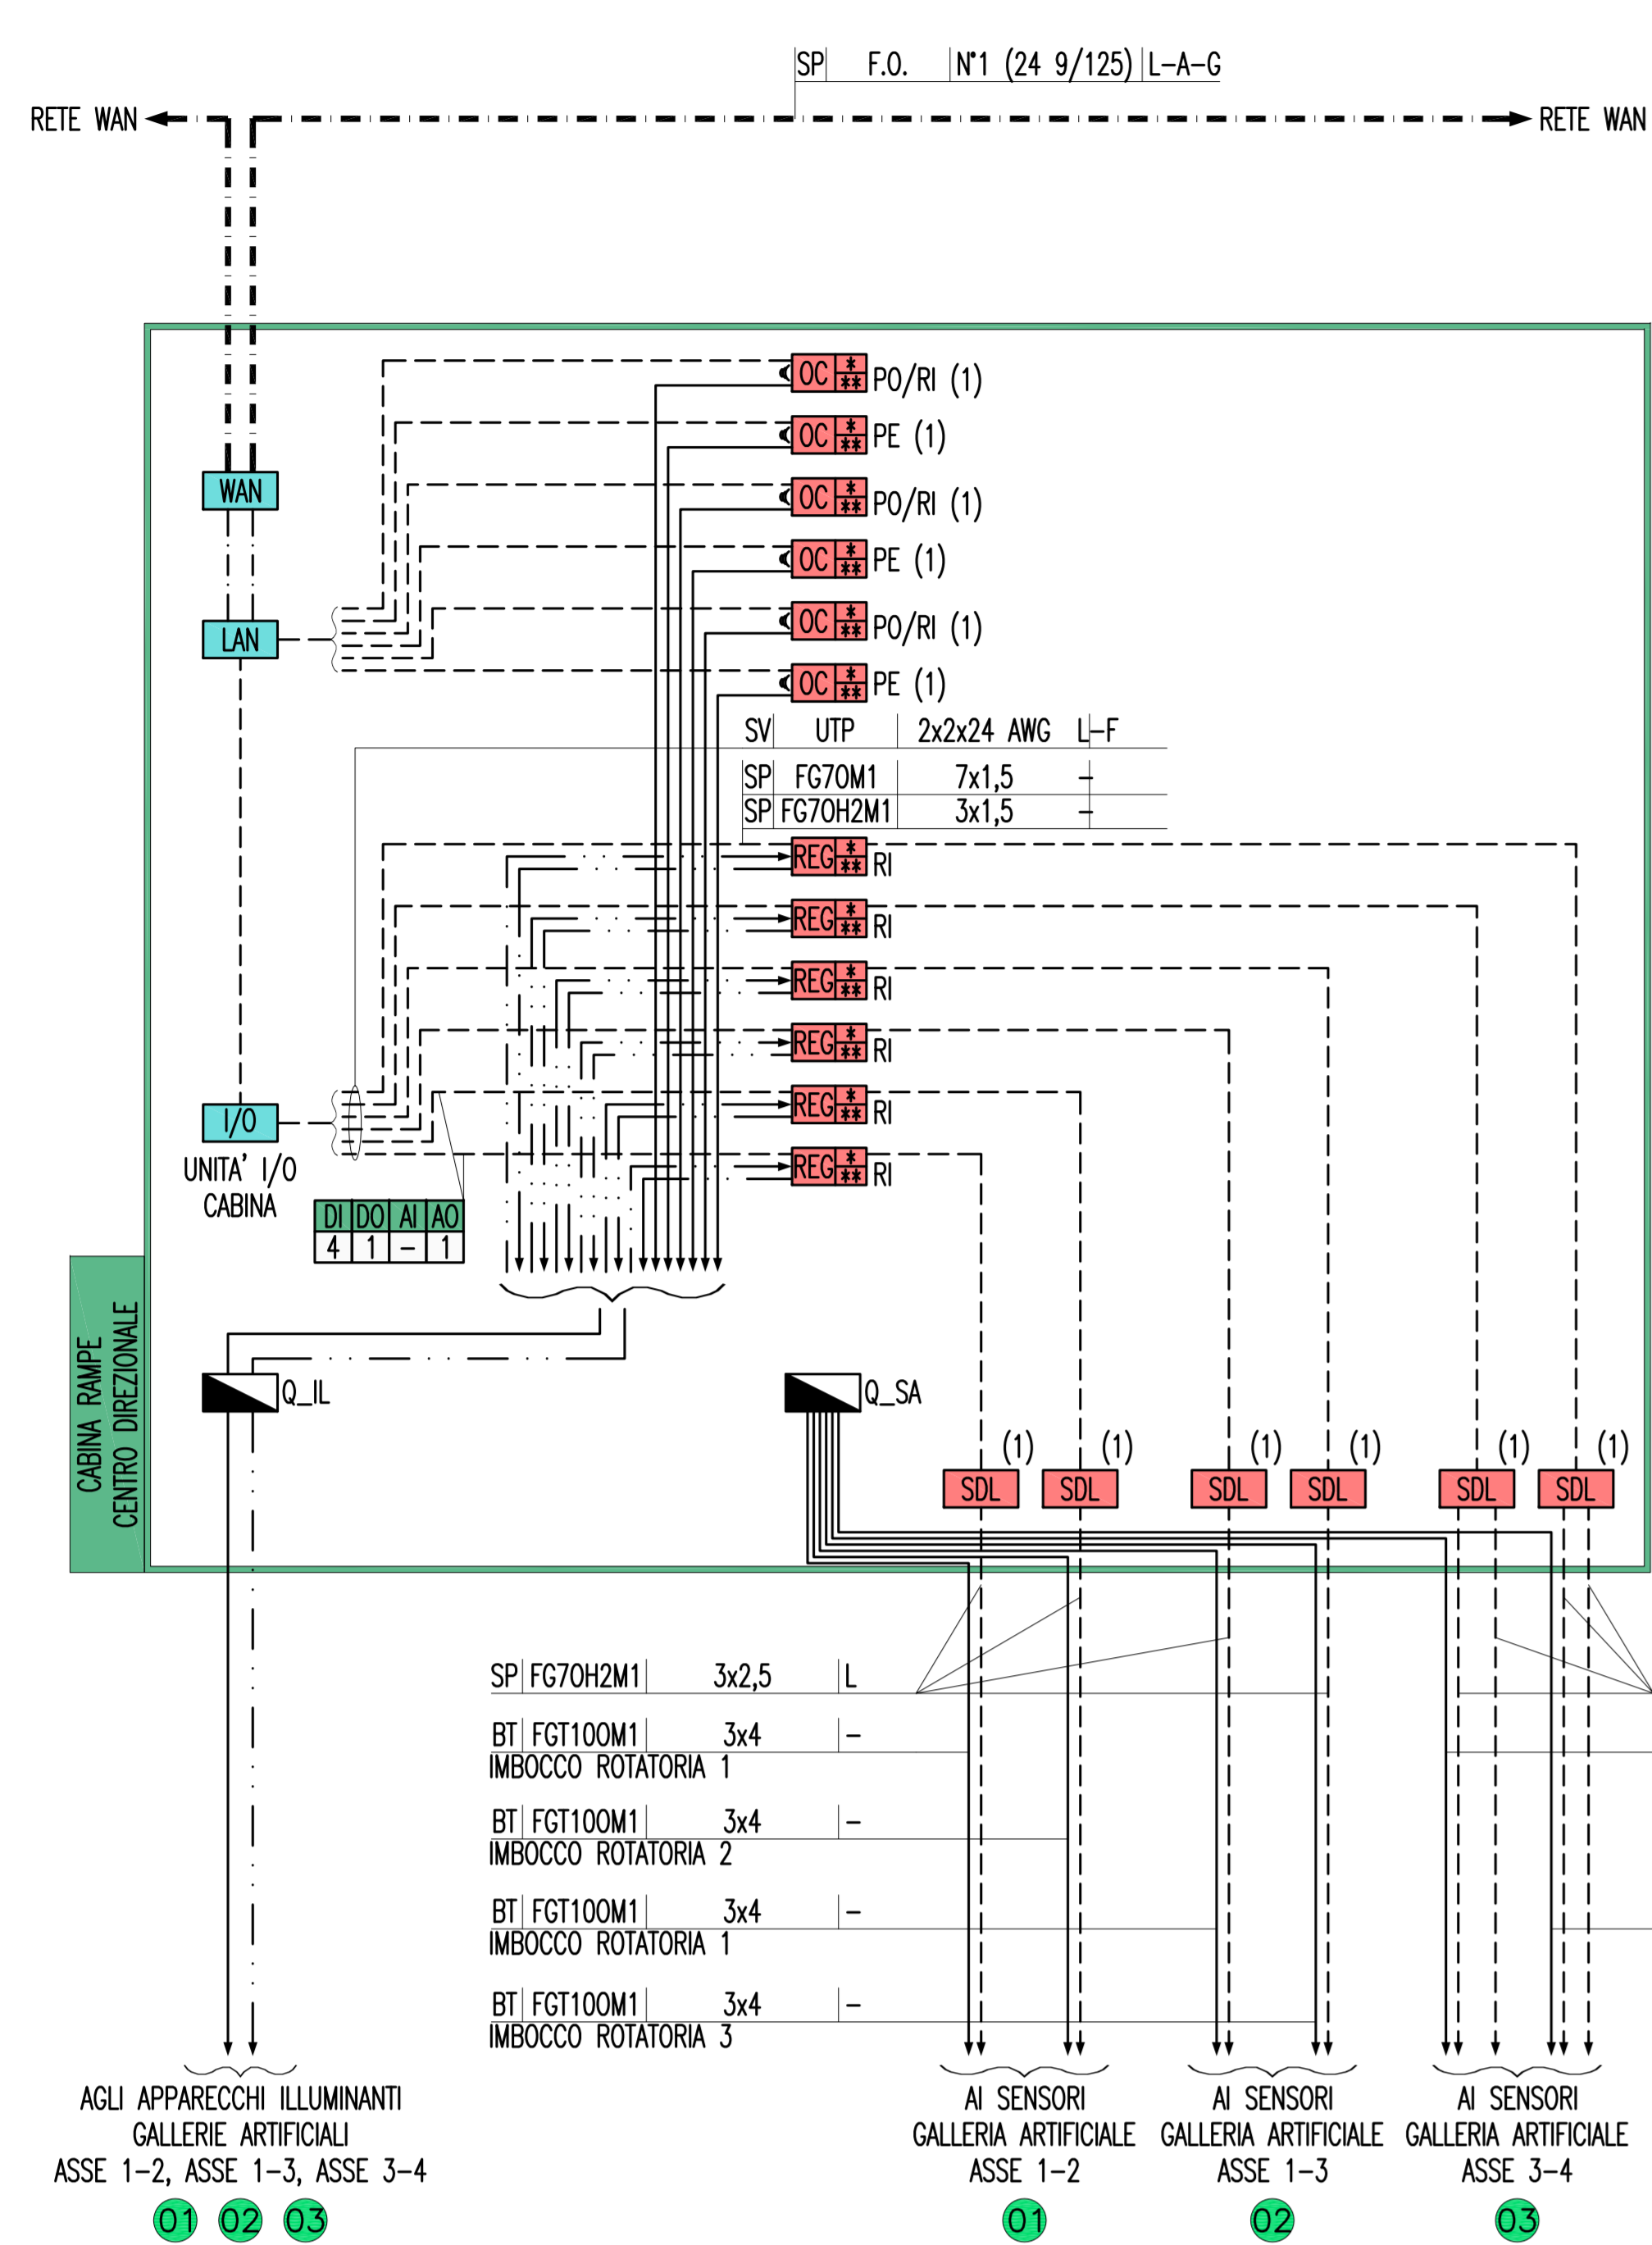 SP F.O. N°1 (24 9/125) L-A-G
RETE WAN
RETE WAN
OC * ** PO/RI (1)
OC * ** PE (1)
WAN
OC * ** PO/RI (1)
OC * ** PE (1)
OC * ** PO/RI (1)
LAN
OC * ** PE (1)
SV UTP 2x2x24 AWG L-F
SP FG7OM1 7x1,5 -
SP FG7OH2M1 3x1,5 -
REG * ** RI
REG * ** RI
REG * ** RI
REG * ** RI
REG * ** RI
REG * ** RI
I/O
UNITA' I/O
CABINA
DI DO AI AO
4 1 - 1
CABINA RAMPE
CENTRO DIREZIONALE
Q_IL
Q_SA
(1) (1) (1) (1) (1) (1)
SDL SDL SDL SDL SDL SDL
SP FG7OH2M1 3x2,5 L
BT FGT10OM1 3x4 -
IMBOCCO ROTATORIA 1
BT FGT10OM1 3x4 -
IMBOCCO ROTATORIA 2
BT FGT10OM1 3x4 -
IMBOCCO ROTATORIA 1
BT FGT10OM1 3x4 -
IMBOCCO ROTATORIA 3
AGLI APPARECCHI ILLUMINANTI
GALLERIE ARTIFICIALI
ASSE 1-2, ASSE 1-3, ASSE 3-4
01 02 03
AI SENSORI
GALLERIA ARTIFICIALE
ASSE 1-2
01
AI SENSORI
GALLERIA ARTIFICIALE
ASSE 1-3
02
AI SENSORI
GALLERIA ARTIFICIALE
ASSE 3-4
03